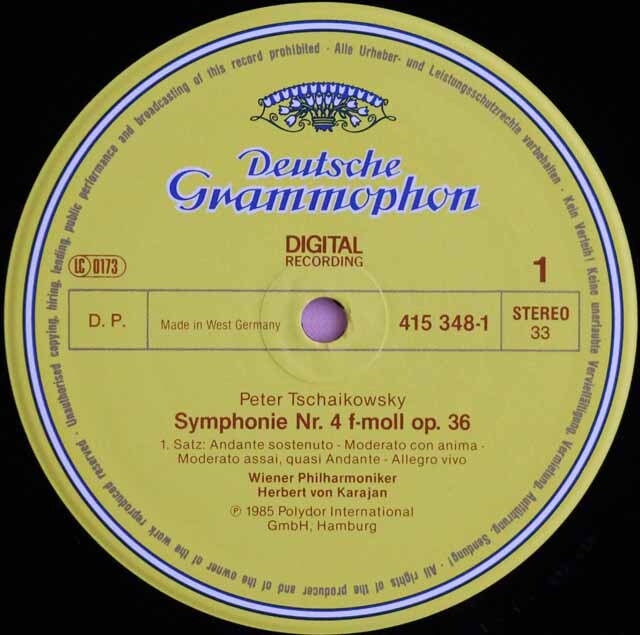 Unauthorised copying, hiring, lending, public performance and broadcasting of this record prohibited · Alle Urheber- und Leistungsschutzrechte vorbehalten · Kein Verleih! Keine unerlaubte Vervielfältigung, Vermietung, Aufführung, Sendung! · All rights of the producer and of the owner of the work reproduced reserved ·
Deutsche
Grammophon
DIGITAL
RECORDING
LC 0173
1
D. P.
Made in West Germany
415 348-1
STEREO
33
Peter Tschaikowsky
Symphonie Nr. 4 f-moll op. 36
1. Satz: Andante sostenuto - Moderato con anima -
Moderato assai, quasi Andante - Allegro vivo
Wiener Philharmoniker
Herbert von Karajan
℗ 1985 Polydor International
GmbH, Hamburg